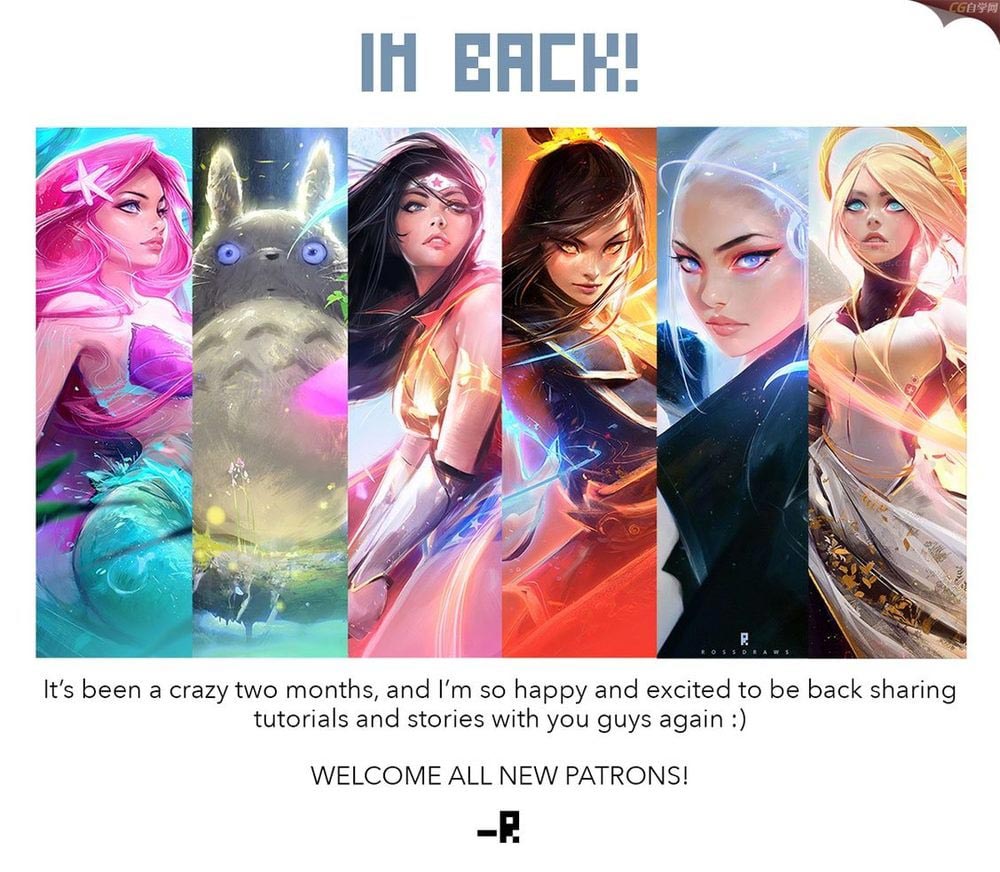 CG自学网
IM BACK!
ROSSDRAWS
It's been a crazy two months, and I'm so happy and excited to be back sharing
tutorials and stories with you guys again :)
WELCOME ALL NEW PATRONS!
–R.